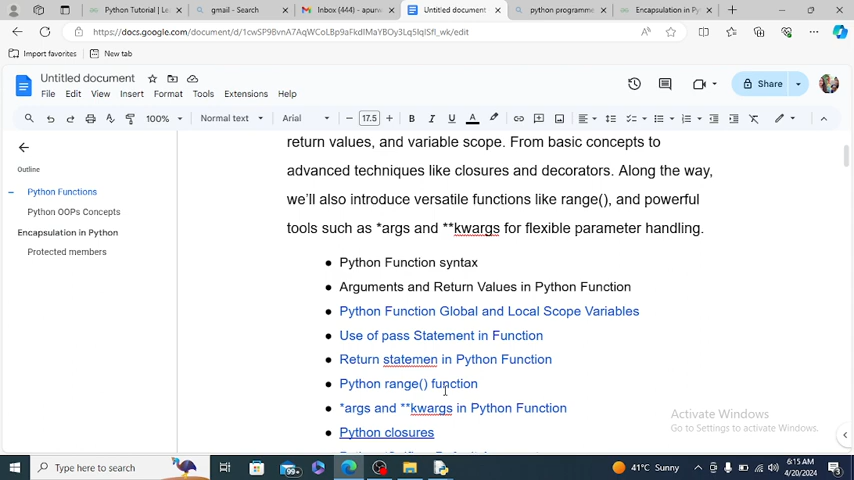 Python Tutorial | Le
gmail - Search
Inbox (444) - apurv
Untitled document
python programme
Encapsulation in Py
https://docs.google.com/document/d/1cwSP98vnA7AqWCoLBp9aFkdIMaYBOy3Lq5IqISfl_wk/edit
Import favorites
New tab
Untitled document
Share
File Edit View Insert Format Tools Extensions Help
100% Normal text Arial 17.5
Outline
Python Functions
Python OOPs Concepts
Encapsulation in Python
Protected members
return values, and variable scope. From basic concepts to
advanced techniques like closures and decorators. Along the way,
we'll also introduce versatile functions like range(), and powerful
tools such as *args and **kwargs for flexible parameter handling.
Python Function syntax
Arguments and Return Values in Python Function
Python Function Global and Local Scope Variables
Use of pass Statement in Function
Return statemen in Python Function
Python range() function
*args and **kwargs in Python Function
Python closures
Activate Windows
Go to Settings to activate Windows.
Type here to search
99+
41°C Sunny
6:15 AM
4/20/2024
3